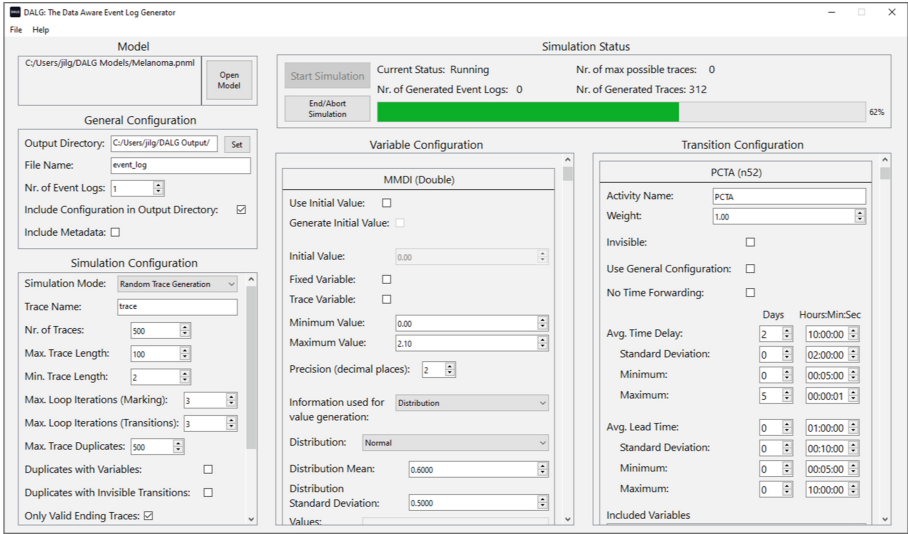 DALG: The Data Aware Event Log Generator
File Help
Model
C:/Users/jilg/DALG Models/Melanoma.pnml
Open Model
General Configuration
Output Directory: C:/Users/jilg/DALG Output/ Set
File Name: event_log
Nr. of Event Logs: 1
Include Configuration in Output Directory:
Include Metadata:
Simulation Configuration
Simulation Mode: Random Trace Generation
Trace Name: trace
Nr. of Traces: 500
Max. Trace Length: 100
Min. Trace Length: 2
Max. Loop Iterations (Marking): 3
Max. Loop Iterations (Transitions): 3
Max. Trace Duplicates: 500
Duplicates with Variables:
Duplicates with Invisible Transitions:
Only Valid Ending Traces:
Simulation Status
Start Simulation
Current Status: Running Nr. of max possible traces: 0
Nr. of Generated Event Logs: 0 Nr. of Generated Traces: 312
End/Abort
Simulation
62%
Variable Configuration
MMDI (Double)
Use Initial Value:
Generate Initial Value:
Initial Value: 0.00
Fixed Variable:
Trace Variable:
Minimum Value: 0.00
Maximum Value: 2.10
Precision (decimal places): 2
Information used for
value generation: Distribution
Distribution: Normal
Distribution Mean: 0.6000
Distribution
Standard Deviation: 0.5000
Values:
Transition Configuration
PCTA (n52)
Activity Name: PCTA
Weight: 1.00
Invisible:
Use General Configuration:
No Time Forwarding:
Days Hours:Min:Sec
Avg. Time Delay: 2 10:00:00
Standard Deviation: 0 02:00:00
Minimum: 0 00:05:00
Maximum: 5 00:00:01
Avg. Lead Time: 0 01:00:00
Standard Deviation: 0 00:10:00
Minimum: 0 00:05:00
Maximum: 0 10:00:00
Included Variables